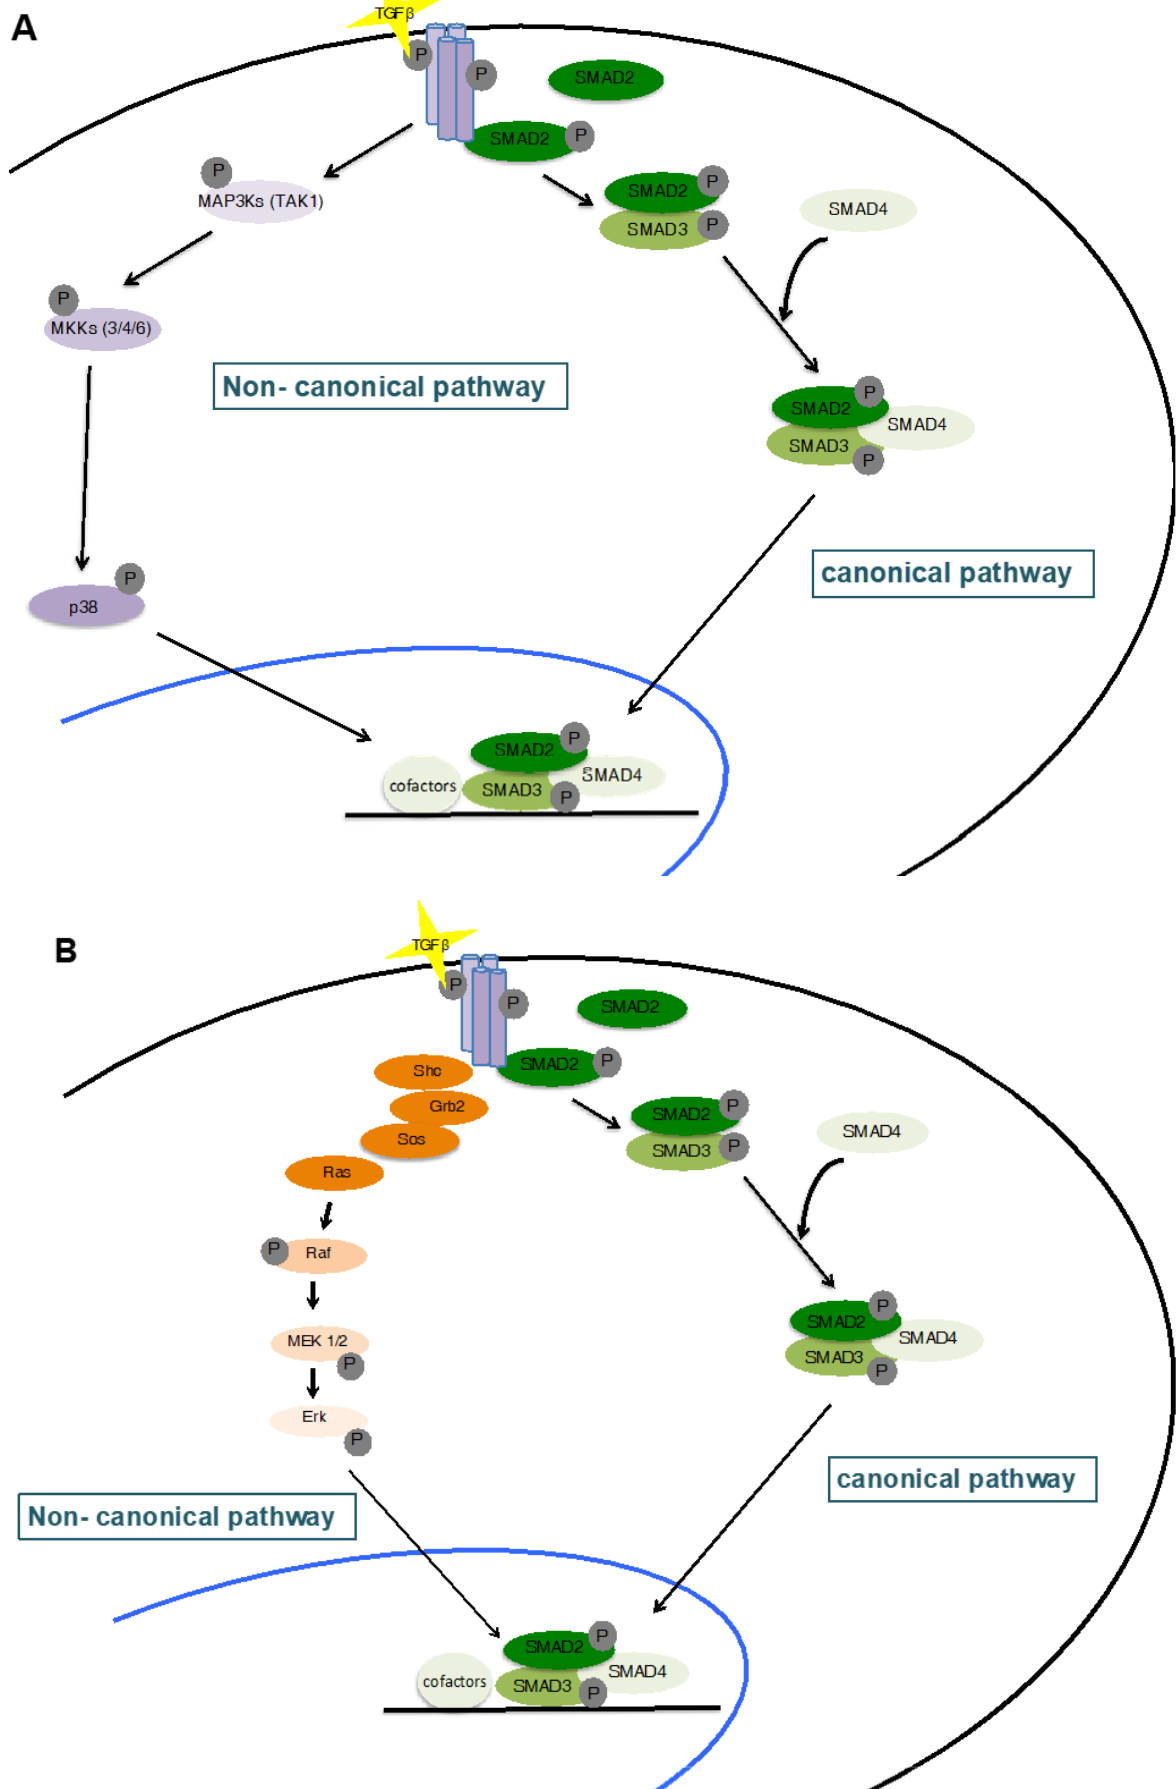 A
TGFβ
P
P
SMAD2
SMAD2
P
P
MAP3Ks (TAK1)
SMAD2
P
SMAD3
P
SMAD4
P
MKKs (3/4/6)
Non- canonical pathway
SMAD2
P
SMAD4
SMAD3
P
canonical pathway
P
p38
SMAD2
P
SMAD4
cofactors
SMAD3
P
B
TGFβ
P
P
SMAD2
SMAD2
P
Shc
Grb2
Sos
SMAD2
P
SMAD3
P
SMAD4
Ras
P
Raf
MEK 1/2
P
Erk
P
SMAD2
P
SMAD4
SMAD3
P
canonical pathway
Non- canonical pathway
SMAD2
P
SMAD4
cofactors
SMAD3
P